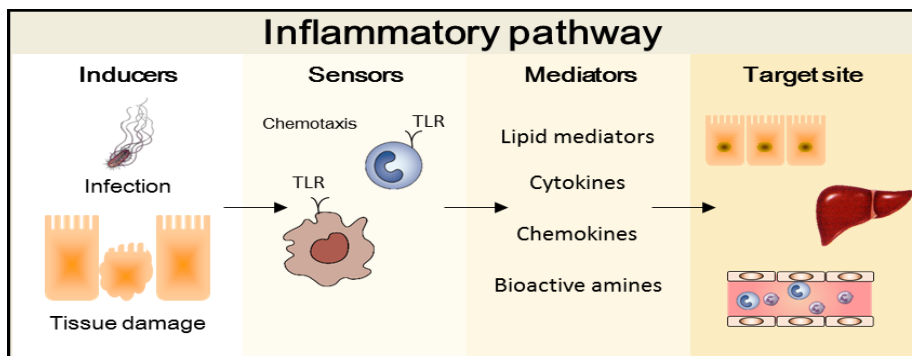 Inflammatory pathway
Inducers
Sensors
Mediators
Target site
Infection
Tissue damage
Chemotaxis
TLR
TLR
Lipid mediators
Cytokines
Chemokines
Bioactive amines